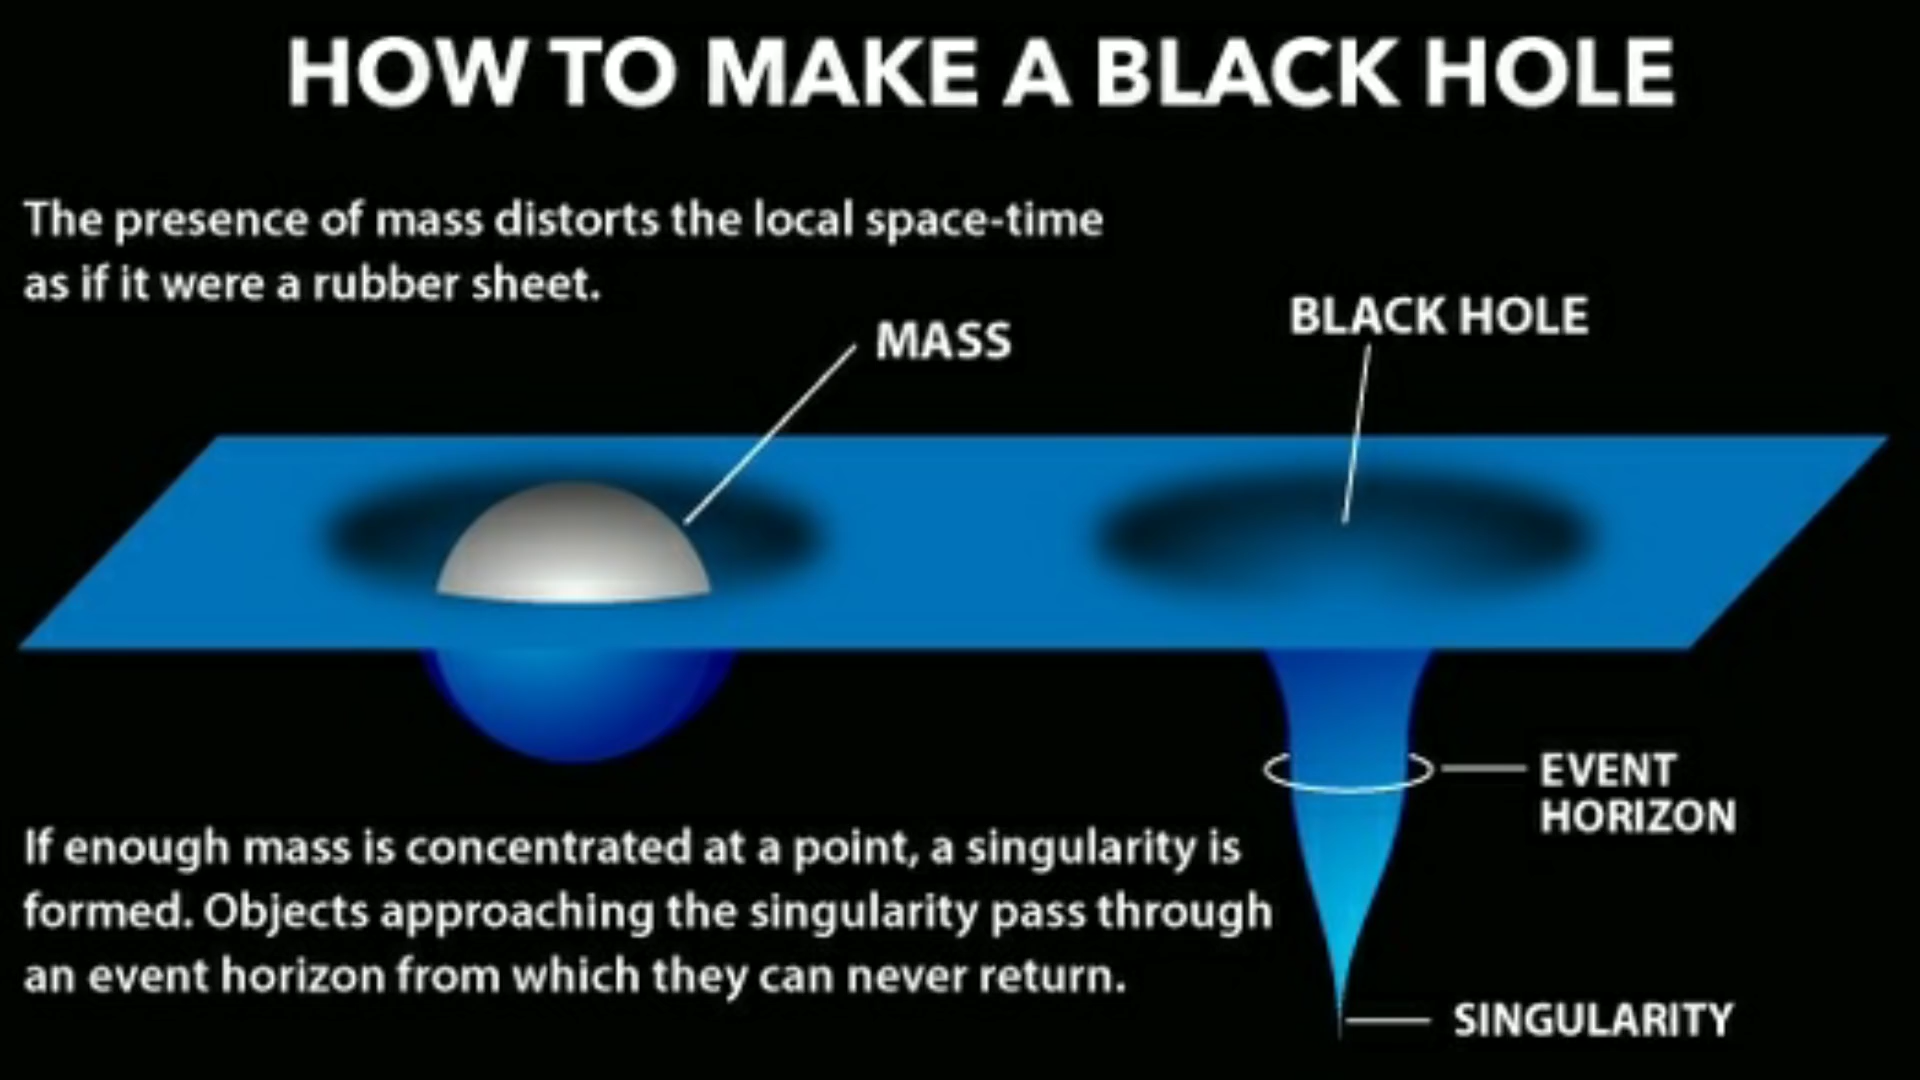 HOW TO MAKE A BLACK HOLE
The presence of mass distorts the local space-time
as if it were a rubber sheet.
MASS
BLACK HOLE
EVENT
HORIZON
If enough mass is concentrated at a point, a singularity is
formed. Objects approaching the singularity pass through
an event horizon from which they can never return.
SINGULARITY